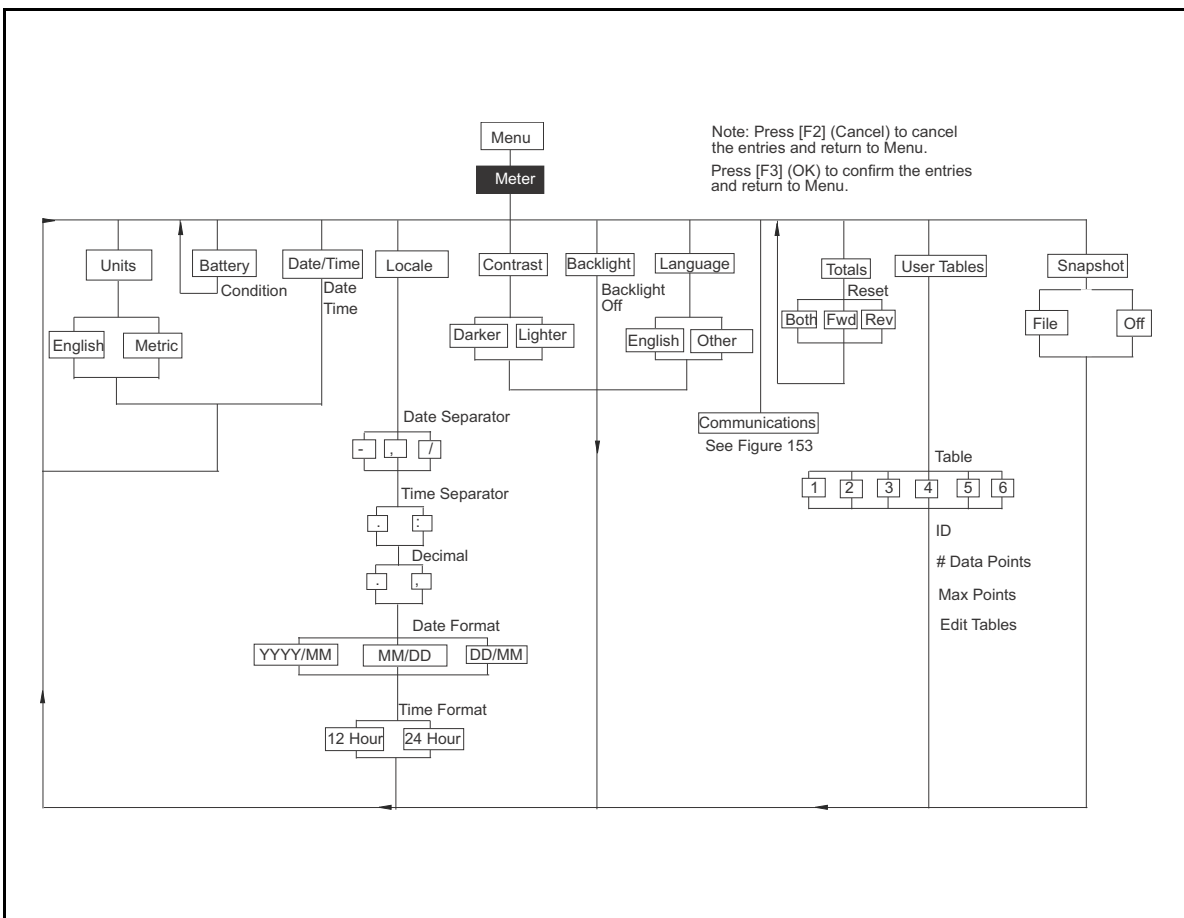 Menu
Note: Press [F2] (Cancel) to cancel
the entries and return to Menu.
Meter
Press [F3] (OK) to confirm the entries
and return to Menu.
Units
Battery
Date/Time
Locale
Contrast
Backlight
Language
Totals
User Tables
Snapshot
Condition
Date
Time
Backlight
Off
Reset
English
Metric
Darker
Lighter
English
Other
Both
Fwd
Rev
File
Off
Date Separator
- , /
Communications
See Figure 153
Time Separator
. :
Table
1 2 3 4 5 6
Decimal
. ,
ID
# Data Points
Max Points
Edit Tables
Date Format
YYYY/MM
MM/DD
DD/MM
Time Format
12 Hour
24 Hour